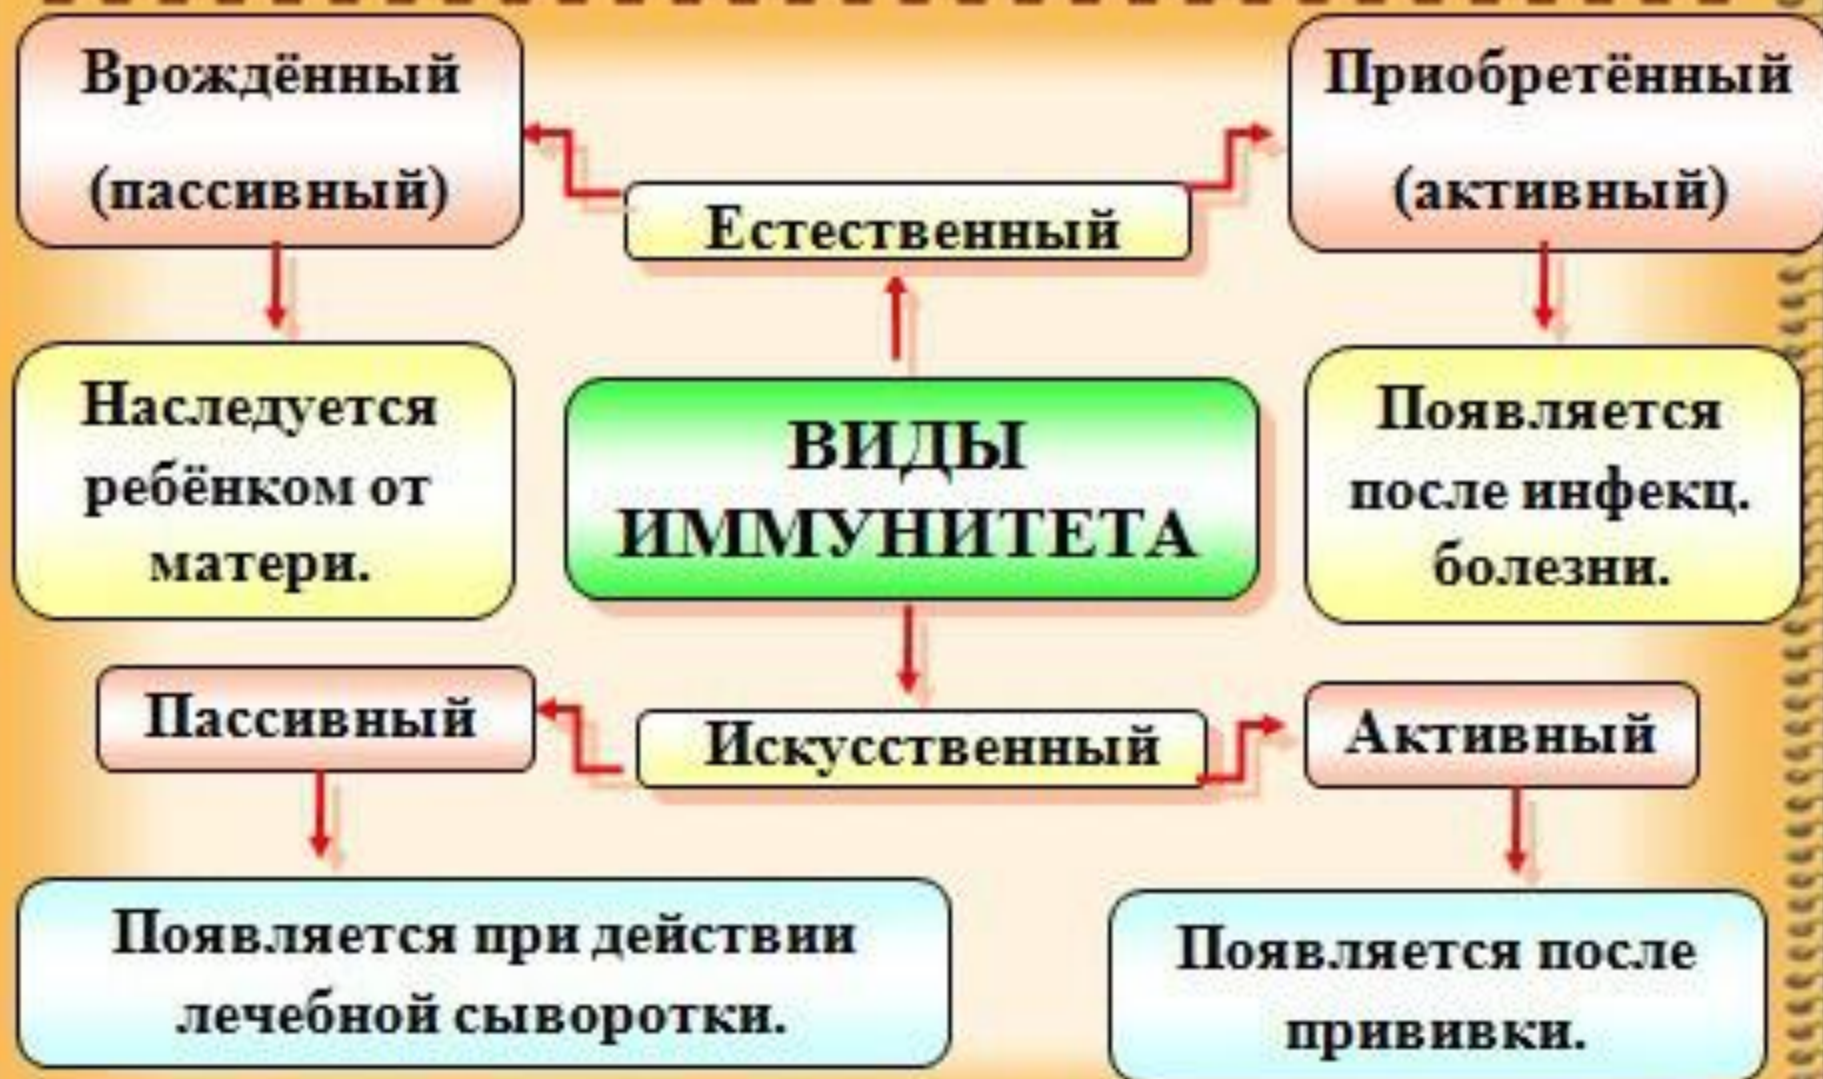 Врождённый
(пассивный)
Приобретённый
(активный)
Естественный
Наследуется
ребёнком от
матери.
ВИДЫ
ИММУНИТЕТА
Появляется
после инфекц.
болезни.
Пассивный
Искусственный
Активный
Появляется при действии
лечебной сыворотки.
Появляется после
прививки.